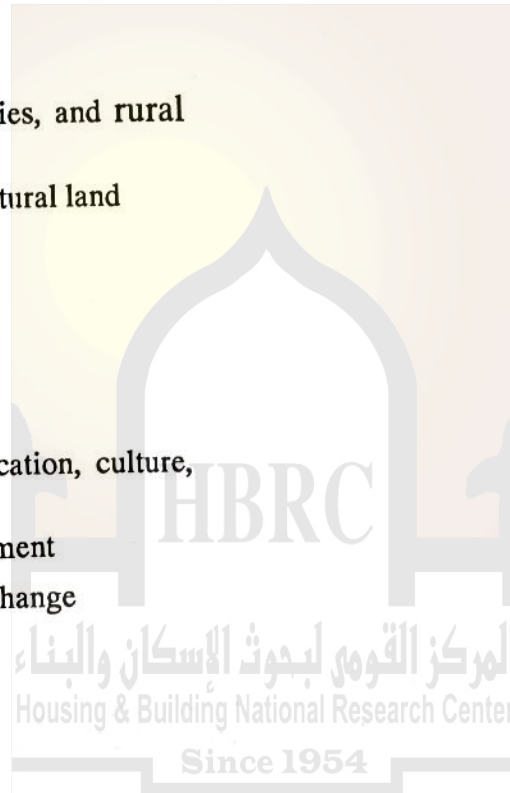 ies, and rural
tural land
cation, culture,
ment
hange
HBRC
لمركز القومى لبحوث الإسكان والبناء
Housing & Building National Research Center
Since 1954